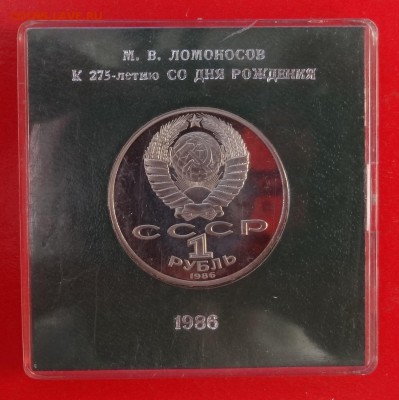 М. В. ЛОМОНОСОВ
К 275-летию СО ДНЯ РОЖДЕНИЯ
СССР
1
РУБЛЬ
1986
1986